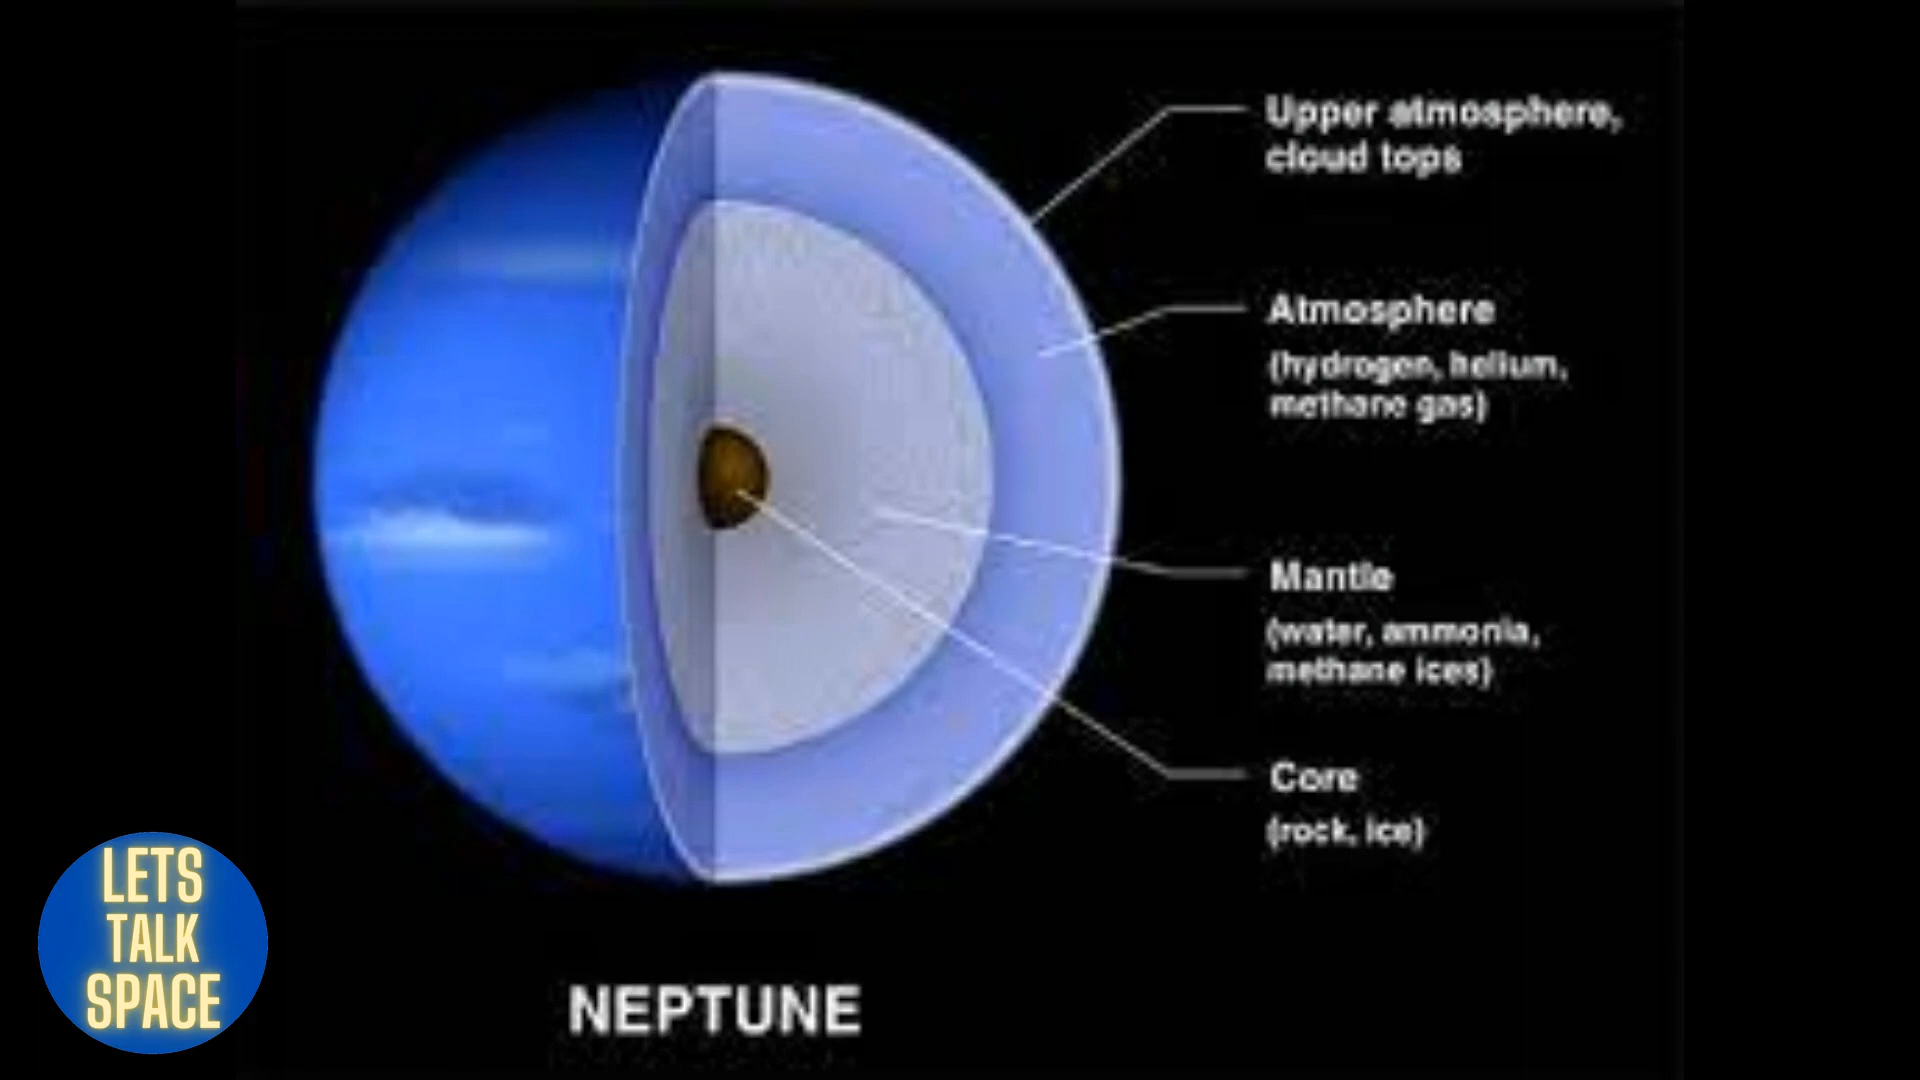 Upper atmosphere,
cloud tops
Atmosphere
(hydrogen, helium,
methane gas)
Mantle
(water, ammonia,
methane ices)
Core
(rock, ice)
NEPTUNE
LETS
TALK
SPACE